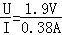 U/I = 1.9V/0.38A